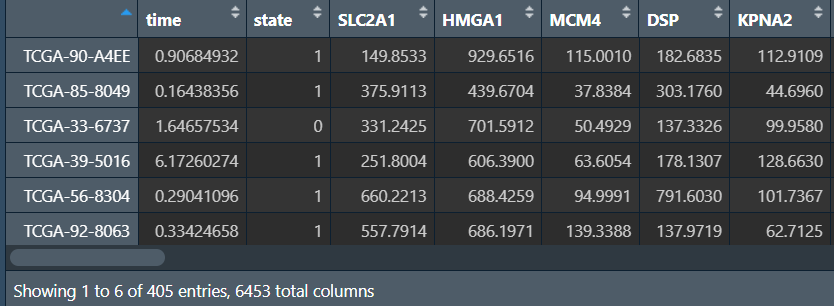 time state SLC2A1 HMGA1 MCM4 DSP KPNA2
TCGA-90-A4EE 0.90684932 1 149.8533 929.6516 115.0010 182.6835 112.9109
TCGA-85-8049 0.16438356 1 375.9113 439.6704 37.8384 303.1760 44.6960
TCGA-33-6737 1.64657534 0 331.2425 701.5912 50.4929 137.3326 99.9580
TCGA-39-5016 6.17260274 1 251.8004 606.3900 63.6054 178.1307 128.6630
TCGA-56-8304 0.29041096 1 660.2213 688.4259 94.9991 791.6030 101.7367
TCGA-92-8063 0.33424658 1 557.7914 686.1971 139.3388 137.9719 62.7125
Showing 1 to 6 of 405 entries, 6453 total columns